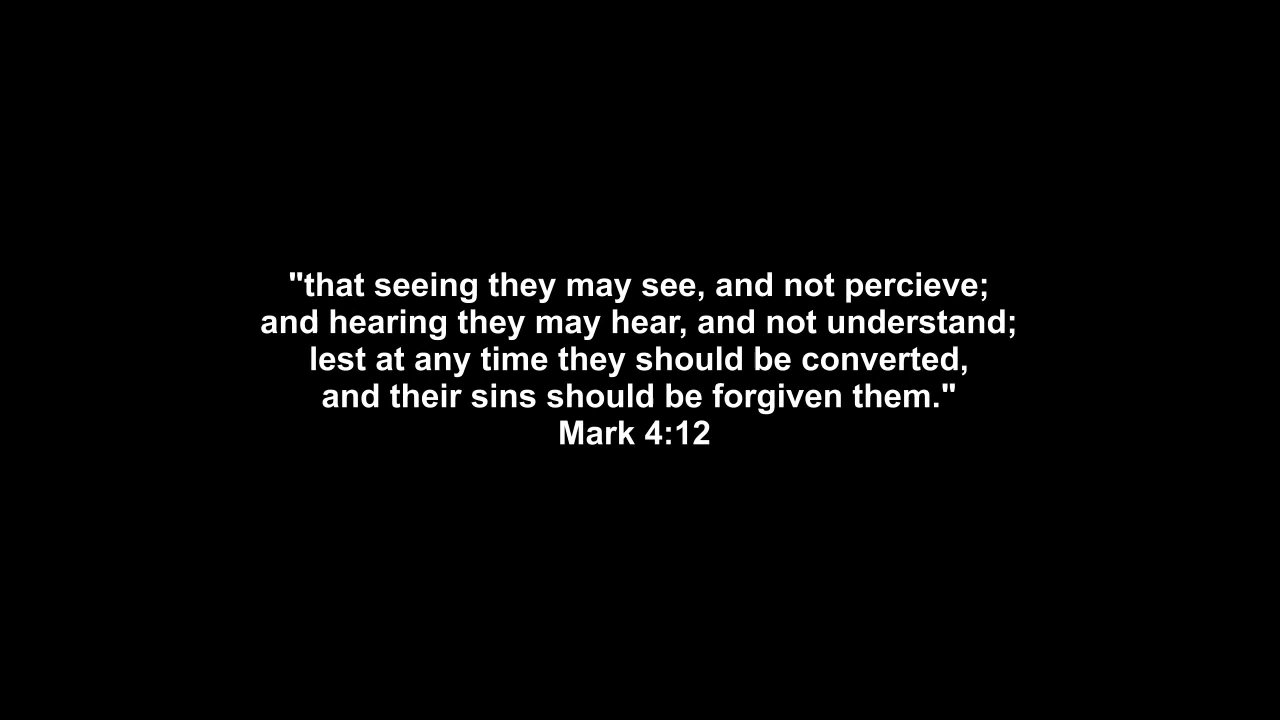 "that seeing they may see, and not percieve;
and hearing they may hear, and not understand;
lest at any time they should be converted,
and their sins should be forgiven them."
Mark 4:12